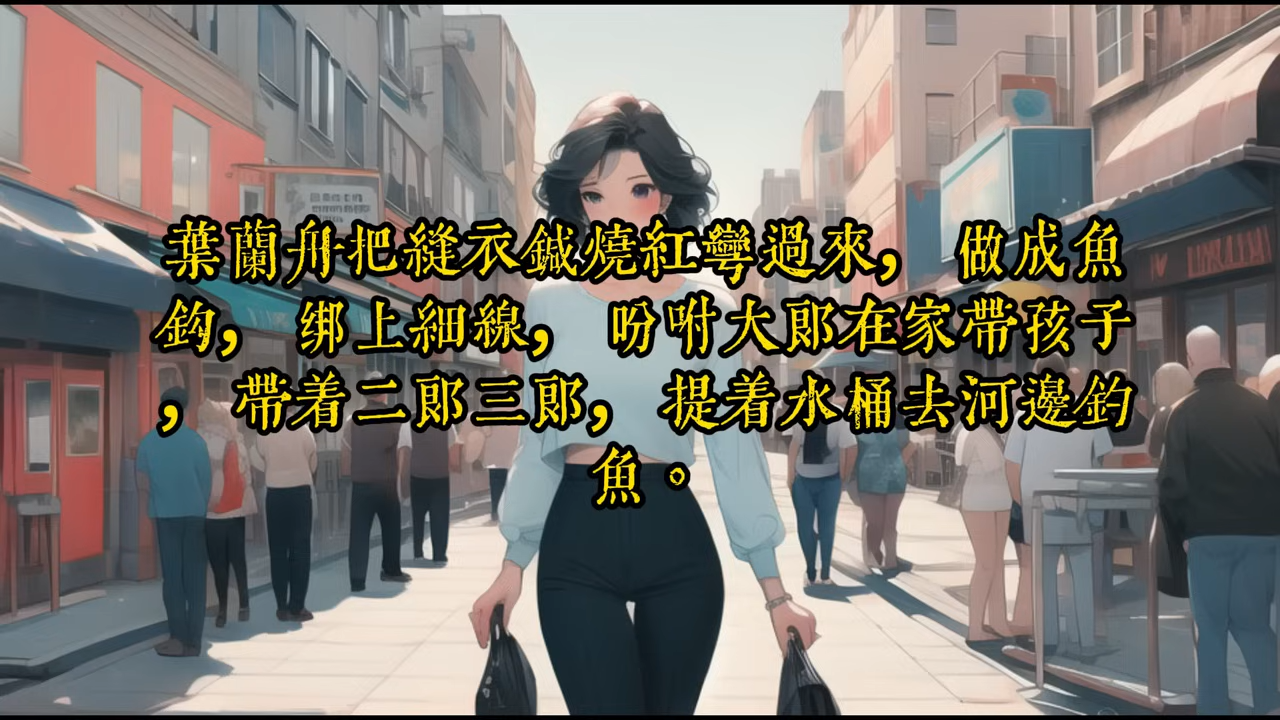 葉蘭舟把縫衣鍼燒紅彎過來， 做成魚
鈎， 綁上細線， 吩咐大郎在家帶孩子
， 帶着二郎三郎， 提着水桶去河邊釣
魚。